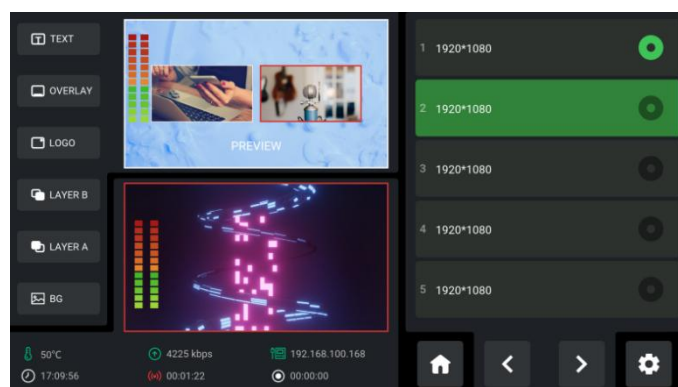 TEXT
OVERLAY
LOGO
LAYER B
LAYER A
BG
PREVIEW
50°C
4225 kbps
192.168.100.168
17:09:56
00:01:22
00:00:00
1 1920*1080
2 1920*1080
3 1920*1080
4 1920*1080
5 1920*1080